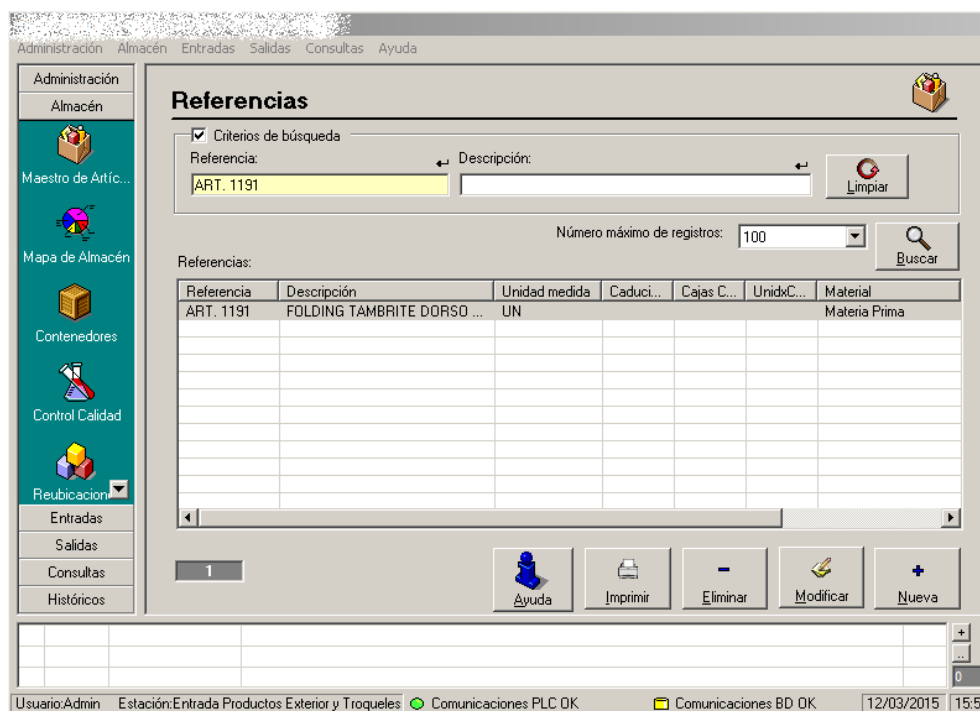 Administración Almacén Entradas Salidas Consultas Ayuda
Administración
Almacén
Maestro de Artíc...
Mapa de Almacén
Contenedores
Control Calidad
Reubicacion
Entradas
Salidas
Consultas
Históricos
Referencias
Criterios de búsqueda
Referencia: Descripción:
ART. 1191
Limpiar
Número máximo de registros: 100
Buscar
Referencias:
Referencia Descripción Unidad medida Caduci... Cajas C... UnidxC... Material
ART. 1191 FOLDING TAMBRITE DORSO ... UN Materia Prima
1
Ayuda Imprimir Eliminar Modificar Nueva
+
..
0
Usuario:Admin Estación:Entrada Productos Exterior y Troqueles Comunicaciones PLC OK Comunicaciones BD OK 12/03/2015 15:5